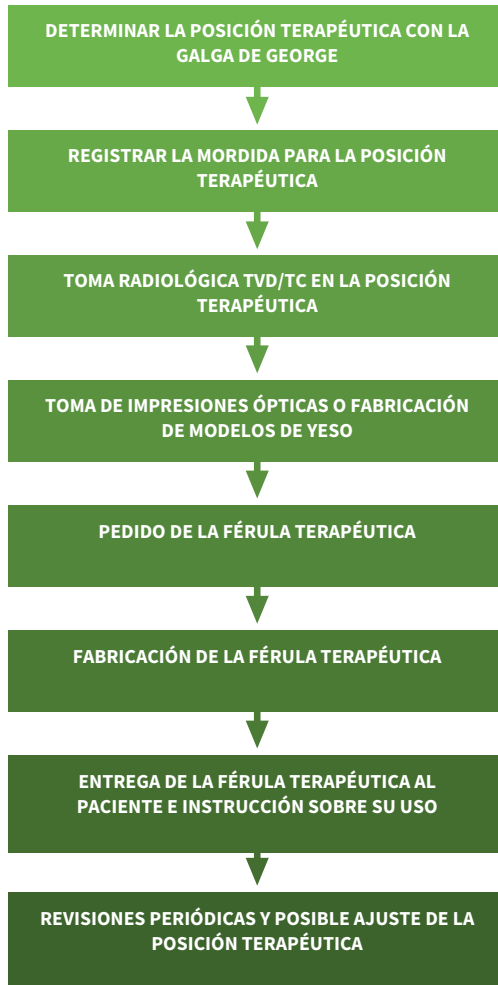 DETERMINAR LA POSICIÓN TERAPÉUTICA CON LA
GALGA DE GEORGE
REGISTRAR LA MORDIDA PARA LA POSICIÓN
TERAPÉUTICA
TOMA RADIOLÓGICA TVD/TC EN LA POSICIÓN
TERAPÉUTICA
TOMA DE IMPRESIONES ÓPTICAS O FABRICACIÓN
DE MODELOS DE YESO
PEDIDO DE LA FÉRULA TERAPÉUTICA
FABRICACIÓN DE LA FÉRULA TERAPÉUTICA
ENTREGA DE LA FÉRULA TERAPÉUTICA AL
PACIENTE E INSTRUCCIÓN SOBRE SU USO
REVISIONES PERIÓDICAS Y POSIBLE AJUSTE DE LA
POSICIÓN TERAPÉUTICA